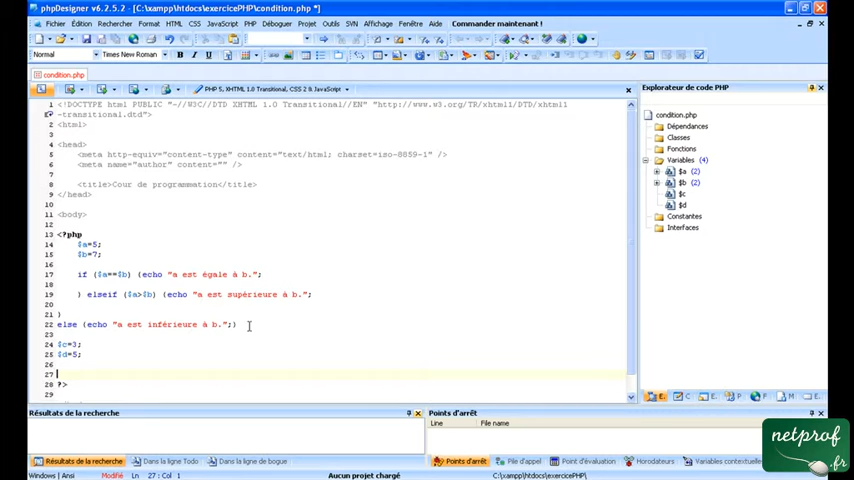 phpDesigner v6.2.5.2 - [C:\xampp\htdocs\exercicePHP\condition.php *]
Fichier Édition Rechercher Format HTML CSS JavaScript PHP Déboguer Projet Outils SVN Affichage Fenêtre Aide Commander maintenant !
Normal Times New Roman B I U
condition.php
PHP 5, XHTML 1.0 Transitional, CSS 2 & JavaScript
1 <!DOCTYPE html PUBLIC "-//W3C//DTD XHTML 1.0 Transitional//EN" "http://www.w3.org/TR/xhtml1/DTD/xhtml1
-transitional.dtd">
2 <html>
3
4 <head>
5 <meta http-equiv="content-type" content="text/html; charset=iso-8859-1" />
6 <meta name="author" content="" />
7
8 <title>Cour de programmation</title>
9 </head>
10
11 <body>
12
13 <?php
14 $a=5;
15 $b=7;
16
17 if ($a==$b) (echo "a est égale à b.";
18
19 ) elseif ($a>$b) (echo "a est supérieure à b.";
20
21 )
22 else (echo "a est inférieure à b.";)
23
24 $c=3;
25 $d=5;
26
27
28 ?>
29
Explorateur de code PHP
condition.php
Dépendances
Classes
Fonctions
Variables (4)
$a (2)
$b (2)
$c
$d
Constantes
Interfaces
E. C E. P F. M E.
Résultats de la recherche
Points d'arrêt
Line File name
Résultats de la recherche Dans la ligne Todo Dans la ligne de bogue
Points d'arrêt Pile d'appel Point d'évaluation Horodateurs Variables contextuelle
Windows | Ansi Modifié Ln 27 : Col 1 Aucun projet chargé C:\xampp\htdocs\exercicePHP\
netprof
.fr